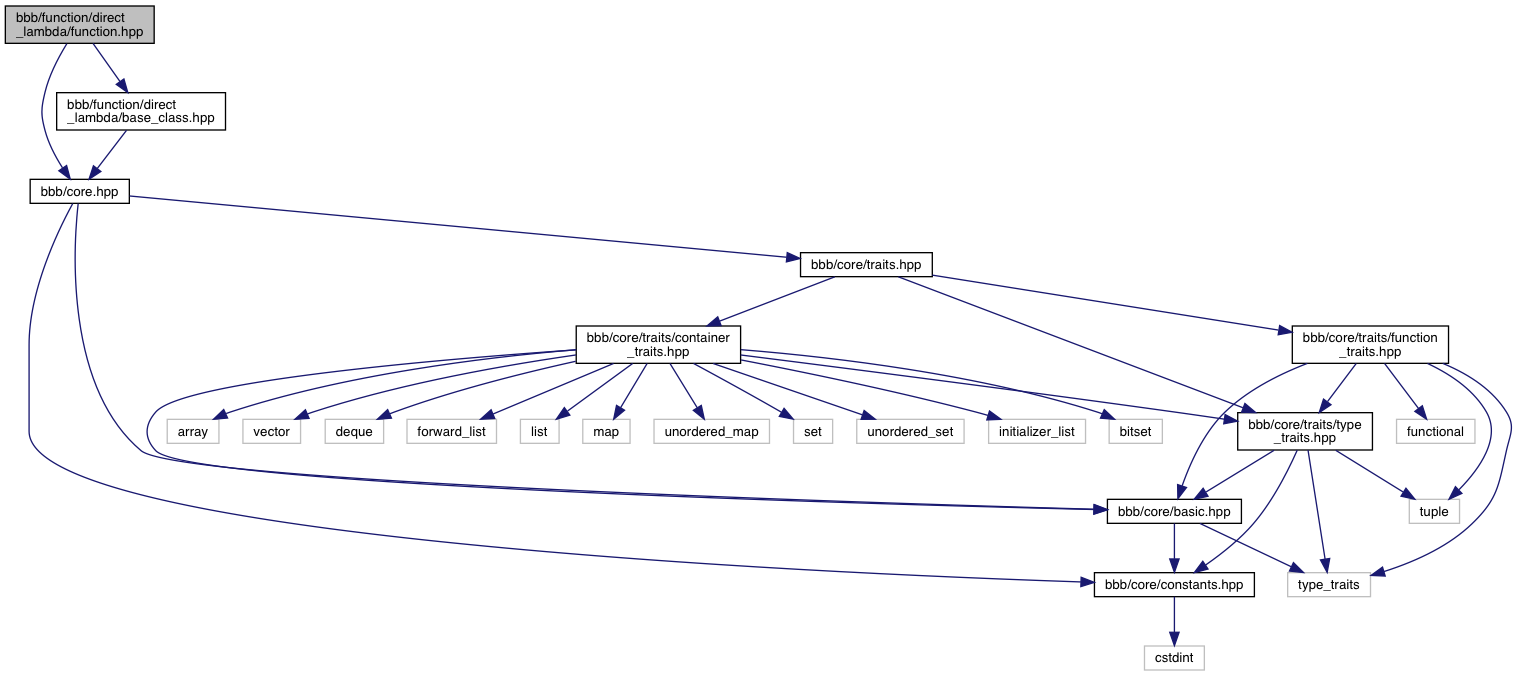 bbb/function/direct
_lambda/function.hpp
bbb/function/direct
_lambda/base_class.hpp
bbb/core.hpp
bbb/core/traits.hpp
bbb/core/traits/container
_traits.hpp
bbb/core/traits/function
_traits.hpp
array
vector
deque
forward_list
list
map
unordered_map
set
unordered_set
initializer_list
bitset
bbb/core/traits/type
_traits.hpp
functional
bbb/core/basic.hpp
tuple
bbb/core/constants.hpp
type_traits
cstdint